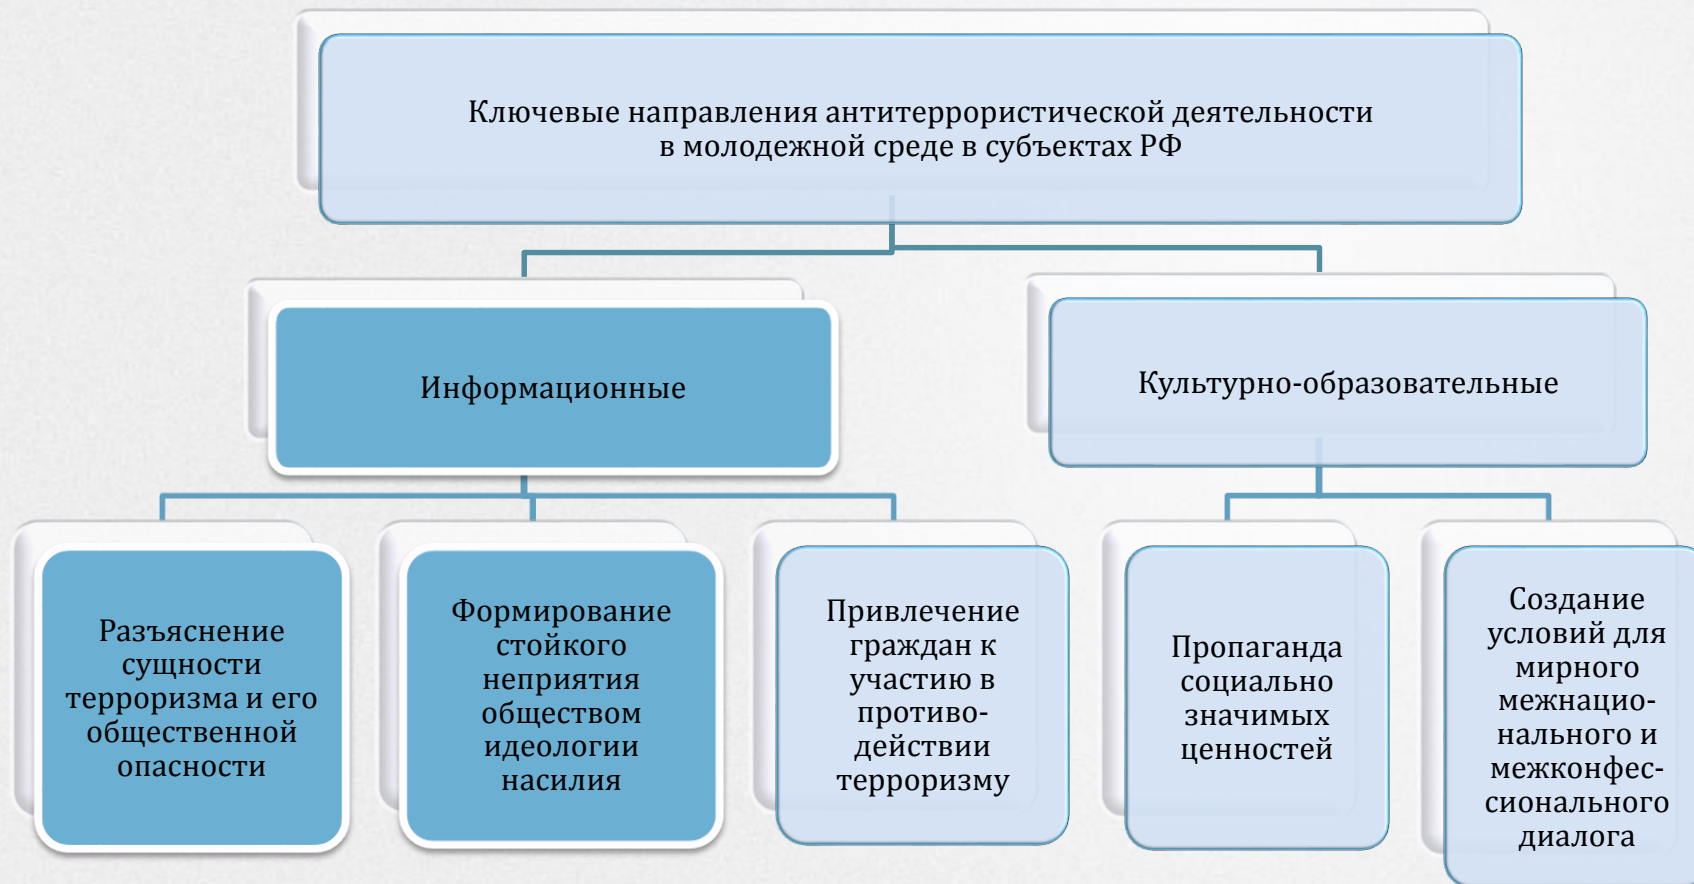 Ключевые направления антитеррористической деятельности
в молодежной среде в субъектах РФ
Информационные
Культурно-образовательные
Разъяснение
сущности
терроризма и его
общественной
опасности
Формирование
стойкого
неприятия
обществом
идеологии
насилия
Привлечение
граждан к
участию в
противо-
действии
терроризму
Пропаганда
социально
значимых
ценностей
Создание
условий для
мирного
межнацио-
нального и
межконфес-
сионального
диалога